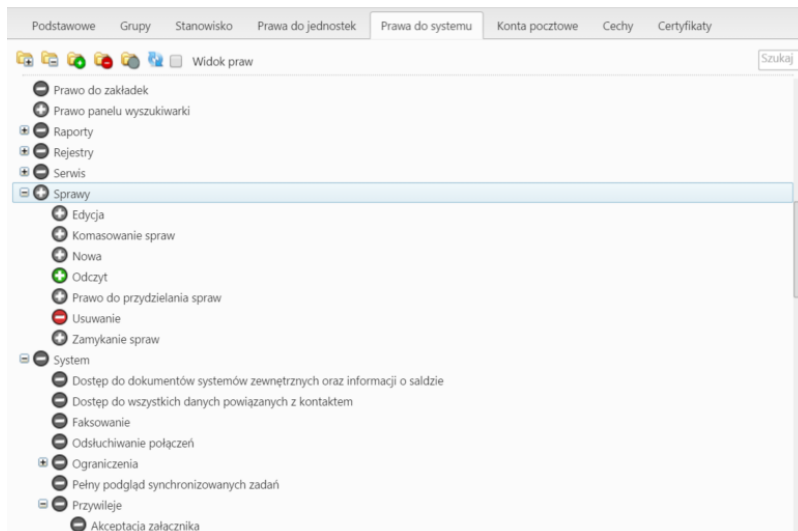 Podstawowe Grupy Stanowisko Prawa do jednostek Prawa do systemu Konta pocztowe Cechy Certyfikaty
Widok praw Szukaj
Prawo do zakładek
Prawo panelu wyszukiwarki
Raporty
Rejestry
Serwis
Sprawy
Edycja
Komasowanie spraw
Nowa
Odczyt
Prawo do przydzielania spraw
Usuwanie
Zamykanie spraw
System
Dostęp do dokumentów systemów zewnętrznych oraz informacji o saldzie
Dostęp do wszystkich danych powiązanych z kontaktem
Faksowanie
Odsłuchiwanie połączeń
Ograniczenia
Pełny podgląd synchronizowanych zadań
Przywileje
Akceptacja załącznika